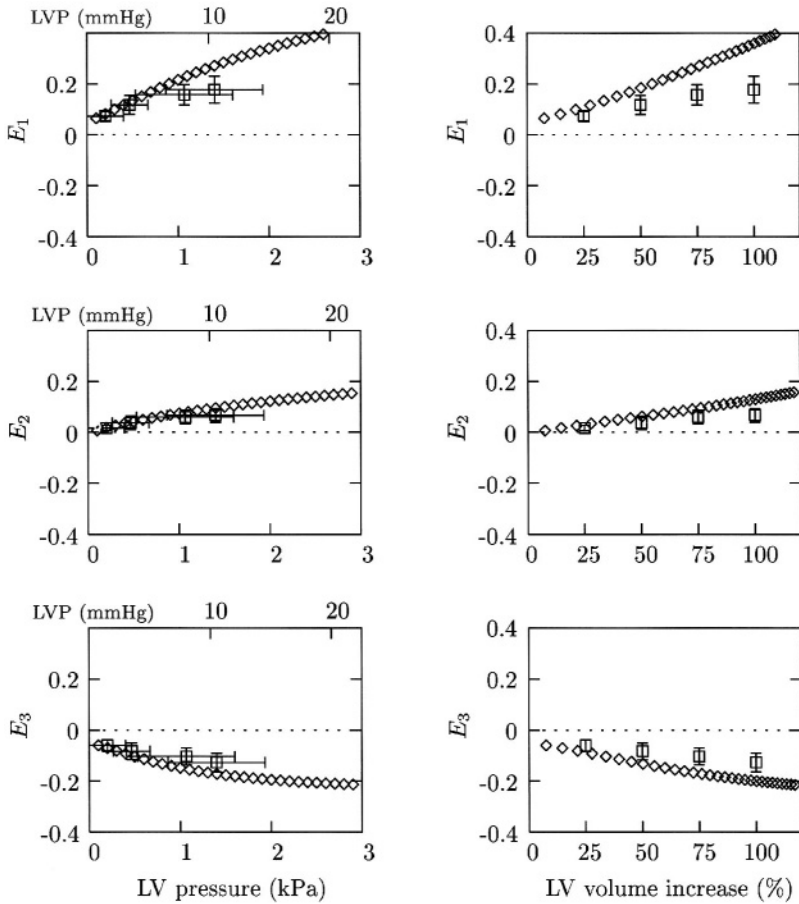 LVP (mmHg) 10 20
0.4
0.2 0.2
E1 0 E1 0
-0.2 -0.2
-0.4 -0.4
0 1 2 3 0 25 50 75 100
LVP (mmHg) 10 20
0.4
0.2 0.2
E2 0 E2 0
-0.2 -0.2
-0.4 -0.4
0 1 2 3 0 25 50 75 100
LVP (mmHg) 10 20
0.4
0.2 0.2
E3 0 E3 0
-0.2 -0.2
-0.4 -0.4
0 1 2 3 0 25 50 75 100
LV pressure (kPa) LV volume increase (%)